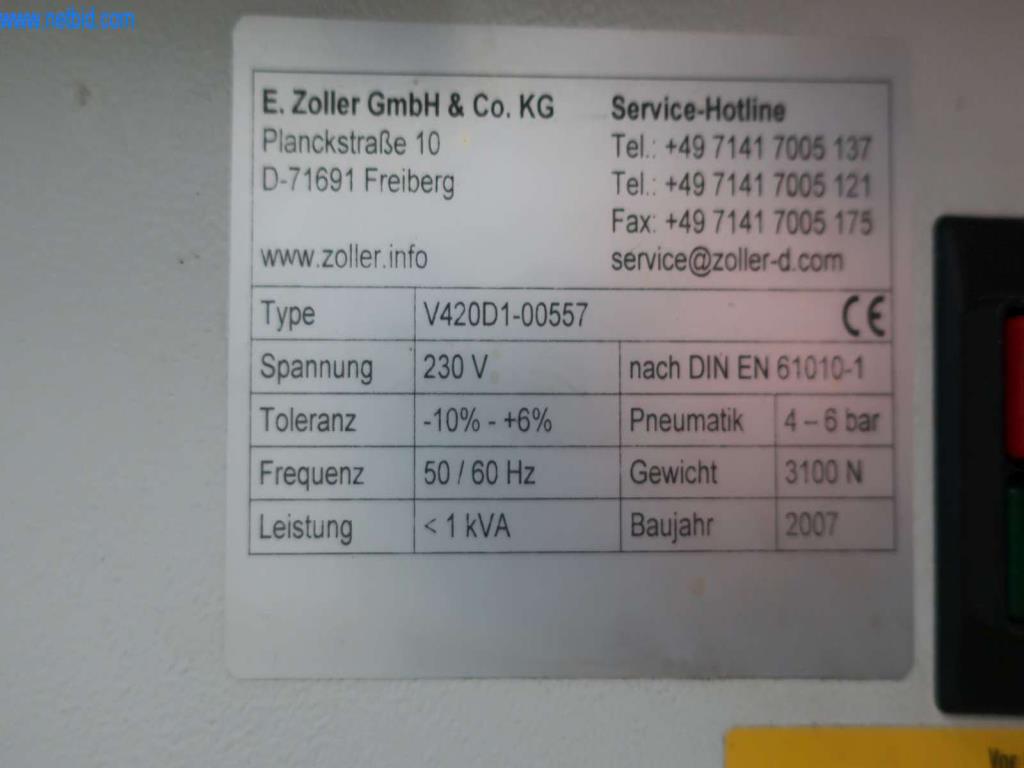 www.netbid.com
E. Zoller GmbH & Co. KG
Planckstraße 10
D-71691 Freiberg
www.zoller.info
Service-Hotline
Tel.: +49 7141 7005 137
Tel.: +49 7141 7005 121
Fax: +49 7141 7005 175
service@zoller-d.com
Type V420D1-00557 CE
Spannung 230 V nach DIN EN 61010-1
Toleranz -10% - +6% Pneumatik 4 – 6 bar
Frequenz 50 / 60 Hz Gewicht 3100 N
Leistung < 1 kVA Baujahr 2007
Vor